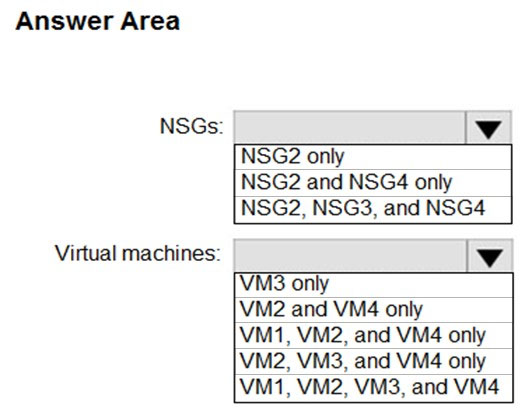 Answer Area
NSGs:
NSG2 only
NSG2 and NSG4 only
NSG2, NSG3, and NSG4
Virtual machines:
VM3 only
VM2 and VM4 only
VM1, VM2, and VM4 only
VM2, VM3, and VM4 only
VM1, VM2, VM3, and VM4